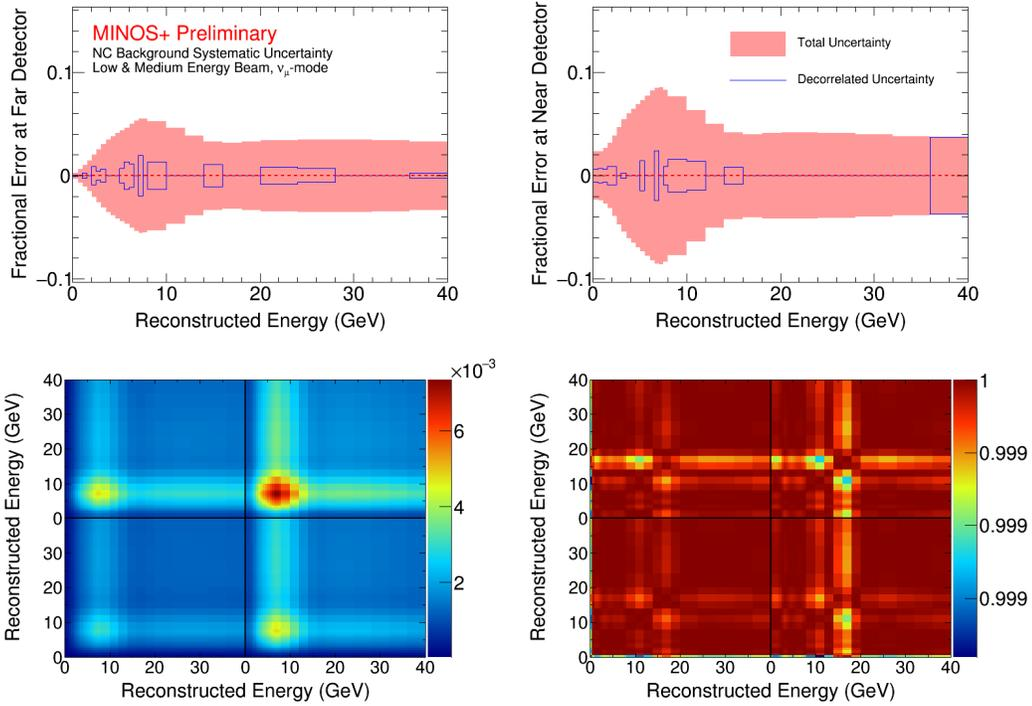 MINOS+ Preliminary
NC Background Systematic Uncertainty
Low & Medium Energy Beam, νμ-mode
Fractional Error at Far Detector
0.1
0
−0.1
0 10 20 30 40
Reconstructed Energy (GeV)
Total Uncertainty
Decorrelated Uncertainty
Fractional Error at Near Detector
0.1
0
−0.1
0 10 20 30 40
Reconstructed Energy (GeV)
×10−3
Reconstructed Energy (GeV) Reconstructed Energy (GeV)
40
30
20
10
0
30
20
10
0
0 10 20 30 0 10 20 30 40
Reconstructed Energy (GeV)
6
4
2
Reconstructed Energy (GeV) Reconstructed Energy (GeV)
40
30
20
10
0
30
20
10
0
0 10 20 30 0 10 20 30 40
Reconstructed Energy (GeV)
1
0.999
0.999
0.999